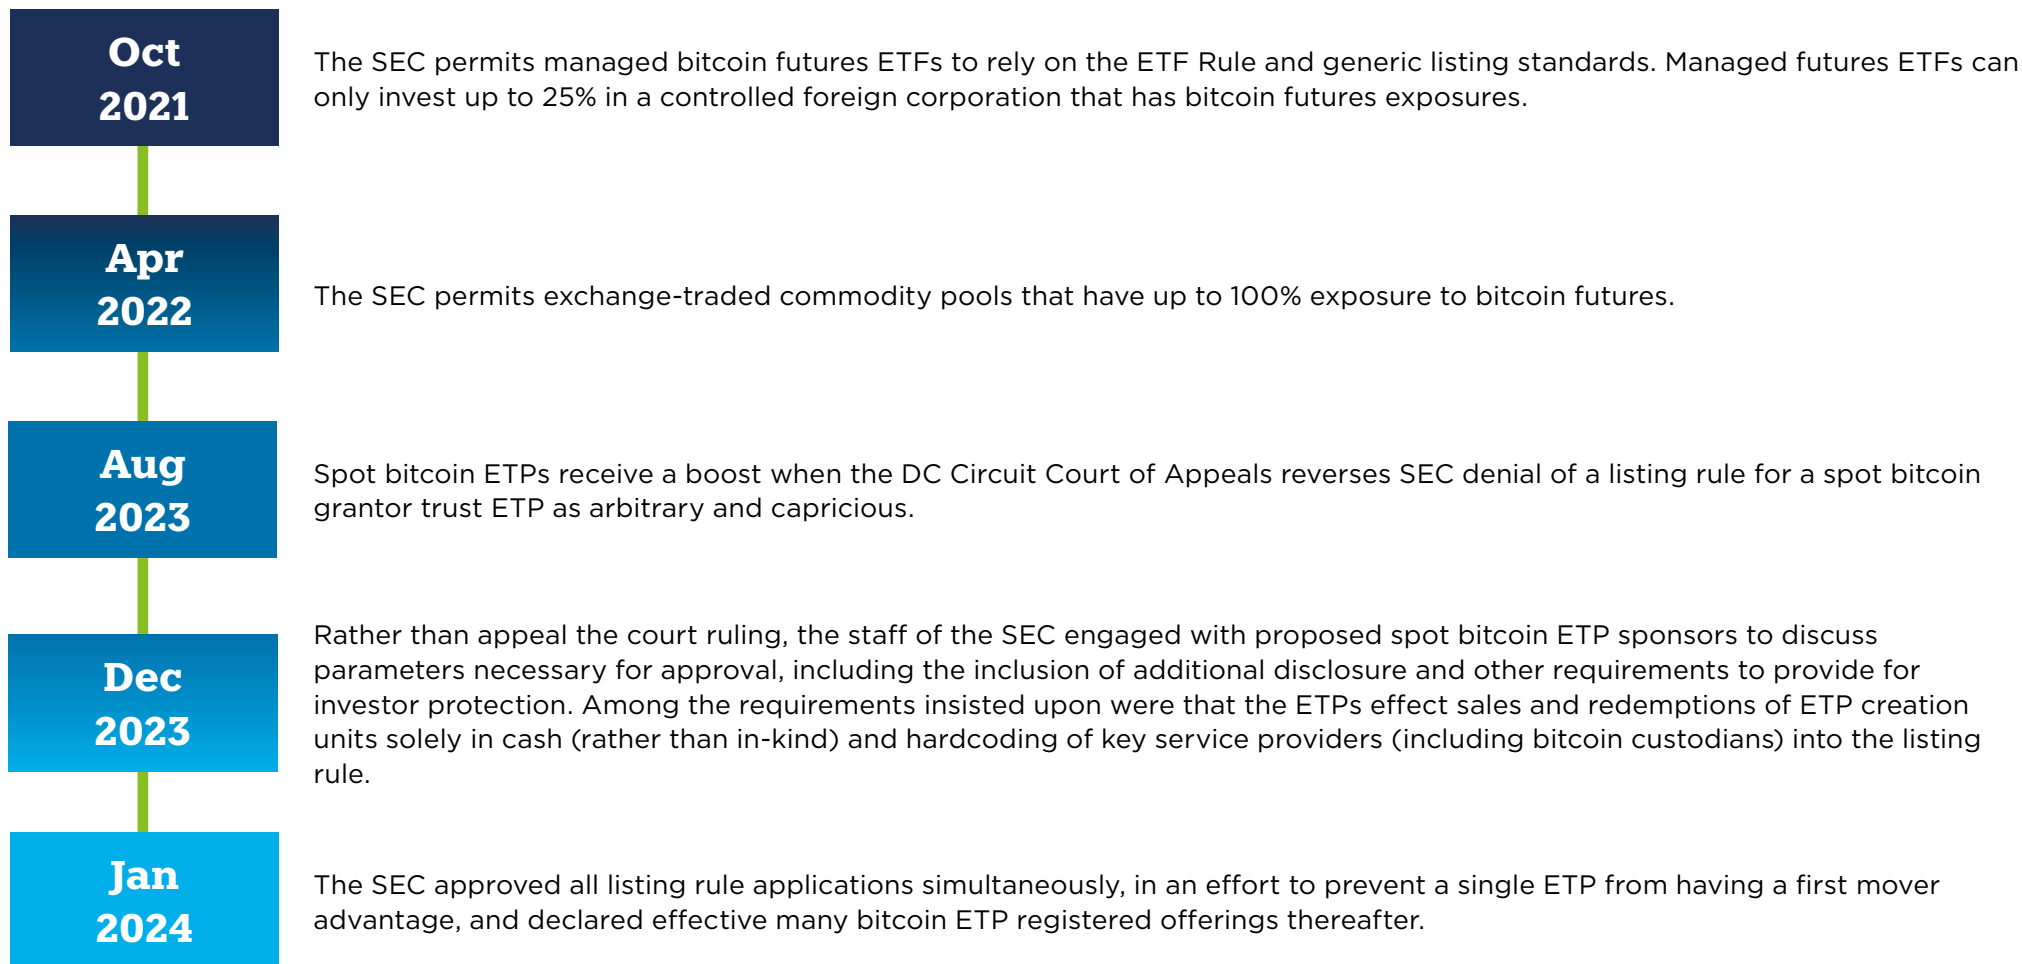 Oct
2021
The SEC permits managed bitcoin futures ETFs to rely on the ETF Rule and generic listing standards. Managed futures ETFs can
only invest up to 25% in a controlled foreign corporation that has bitcoin futures exposures.
Apr
2022
The SEC permits exchange-traded commodity pools that have up to 100% exposure to bitcoin futures.
Aug
2023
Spot bitcoin ETPs receive a boost when the DC Circuit Court of Appeals reverses SEC denial of a listing rule for a spot bitcoin
grantor trust ETP as arbitrary and capricious.
Dec
2023
Rather than appeal the court ruling, the staff of the SEC engaged with proposed spot bitcoin ETP sponsors to discuss
parameters necessary for approval, including the inclusion of additional disclosure and other requirements to provide for
investor protection. Among the requirements insisted upon were that the ETPs effect sales and redemptions of ETP creation
units solely in cash (rather than in-kind) and hardcoding of key service providers (including bitcoin custodians) into the listing
rule.
Jan
2024
The SEC approved all listing rule applications simultaneously, in an effort to prevent a single ETP from having a first mover
advantage, and declared effective many bitcoin ETP registered offerings thereafter.